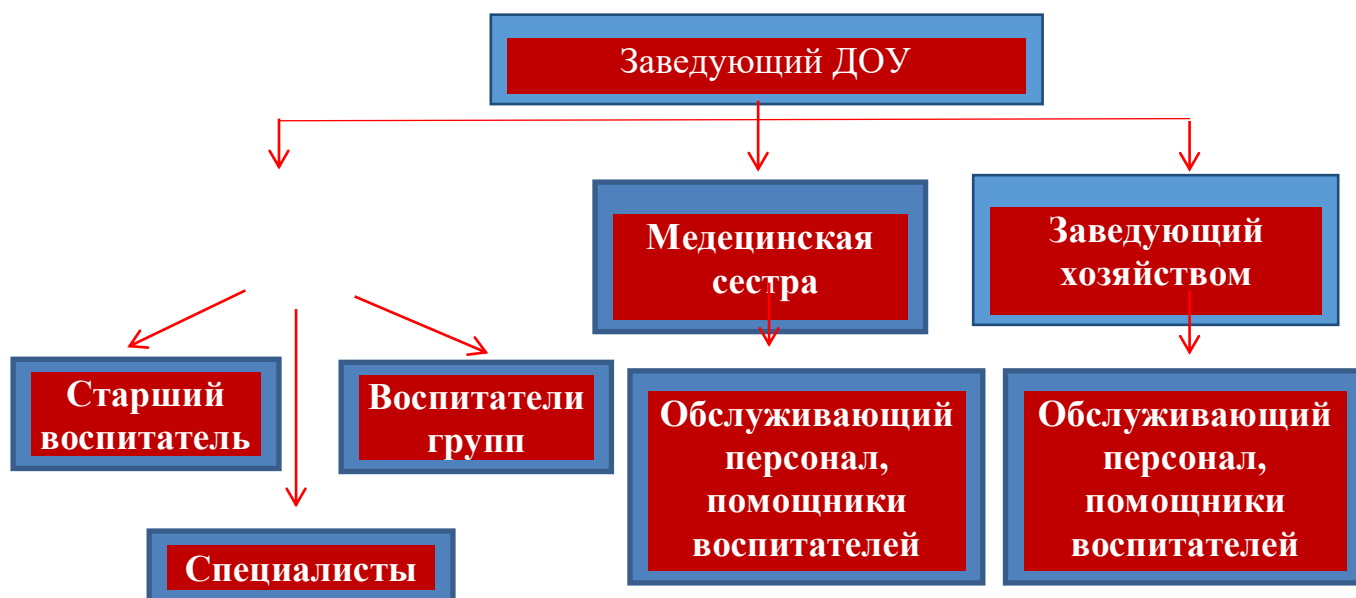 Заведующий ДОУ
Медецинская
сестра
Заведующий
хозяйством
Старший
воспитатель
Воспитатели
групп
Обслуживающий
персонал,
помощники
воспитателей
Обслуживающий
персонал,
помощники
воспитателей
Специалисты